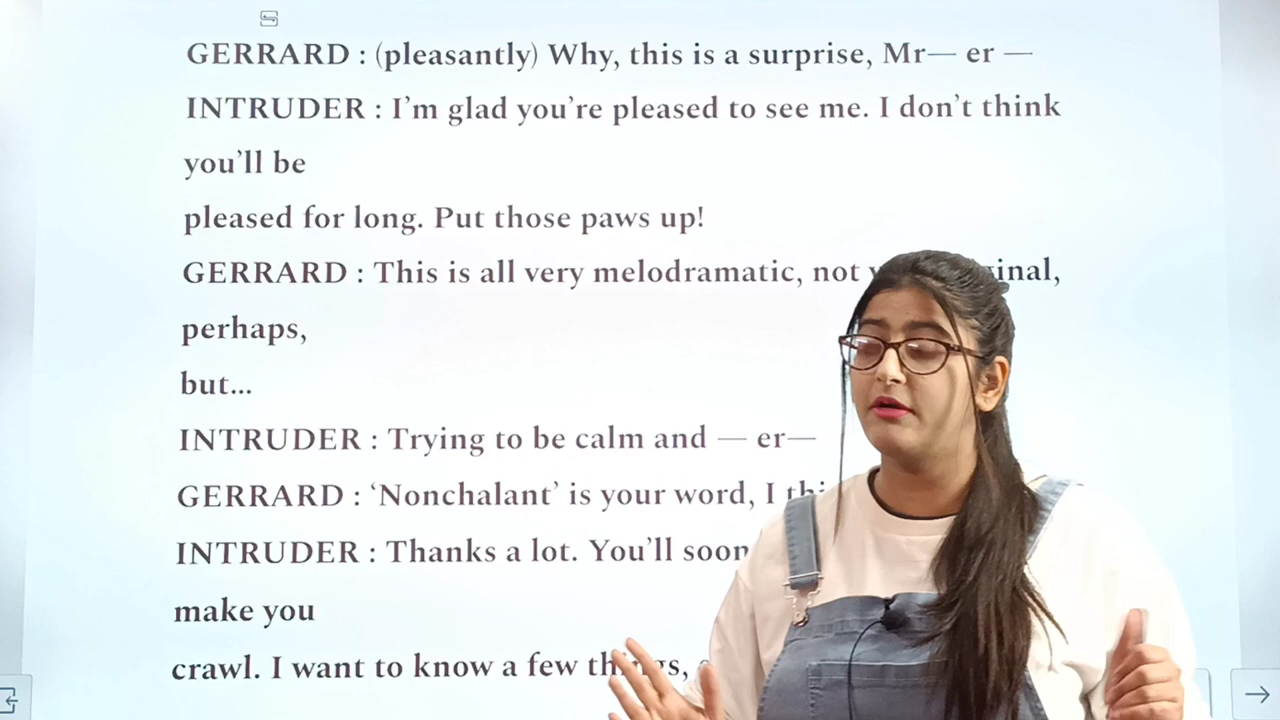 GERRARD : (pleasantly) Why, this is a surprise, Mr— er —
INTRUDER : I’m glad you’re pleased to see me. I don’t think
you’ll be
pleased for long. Put those paws up!
GERRARD : This is all very melodramatic, not
perhaps,
but...
INTRUDER : Trying to be calm and — er—
GERRARD : ‘Nonchalant’ is your word, I
INTRUDER : Thanks a lot. You’ll soon
make you
crawl. I want to know a few